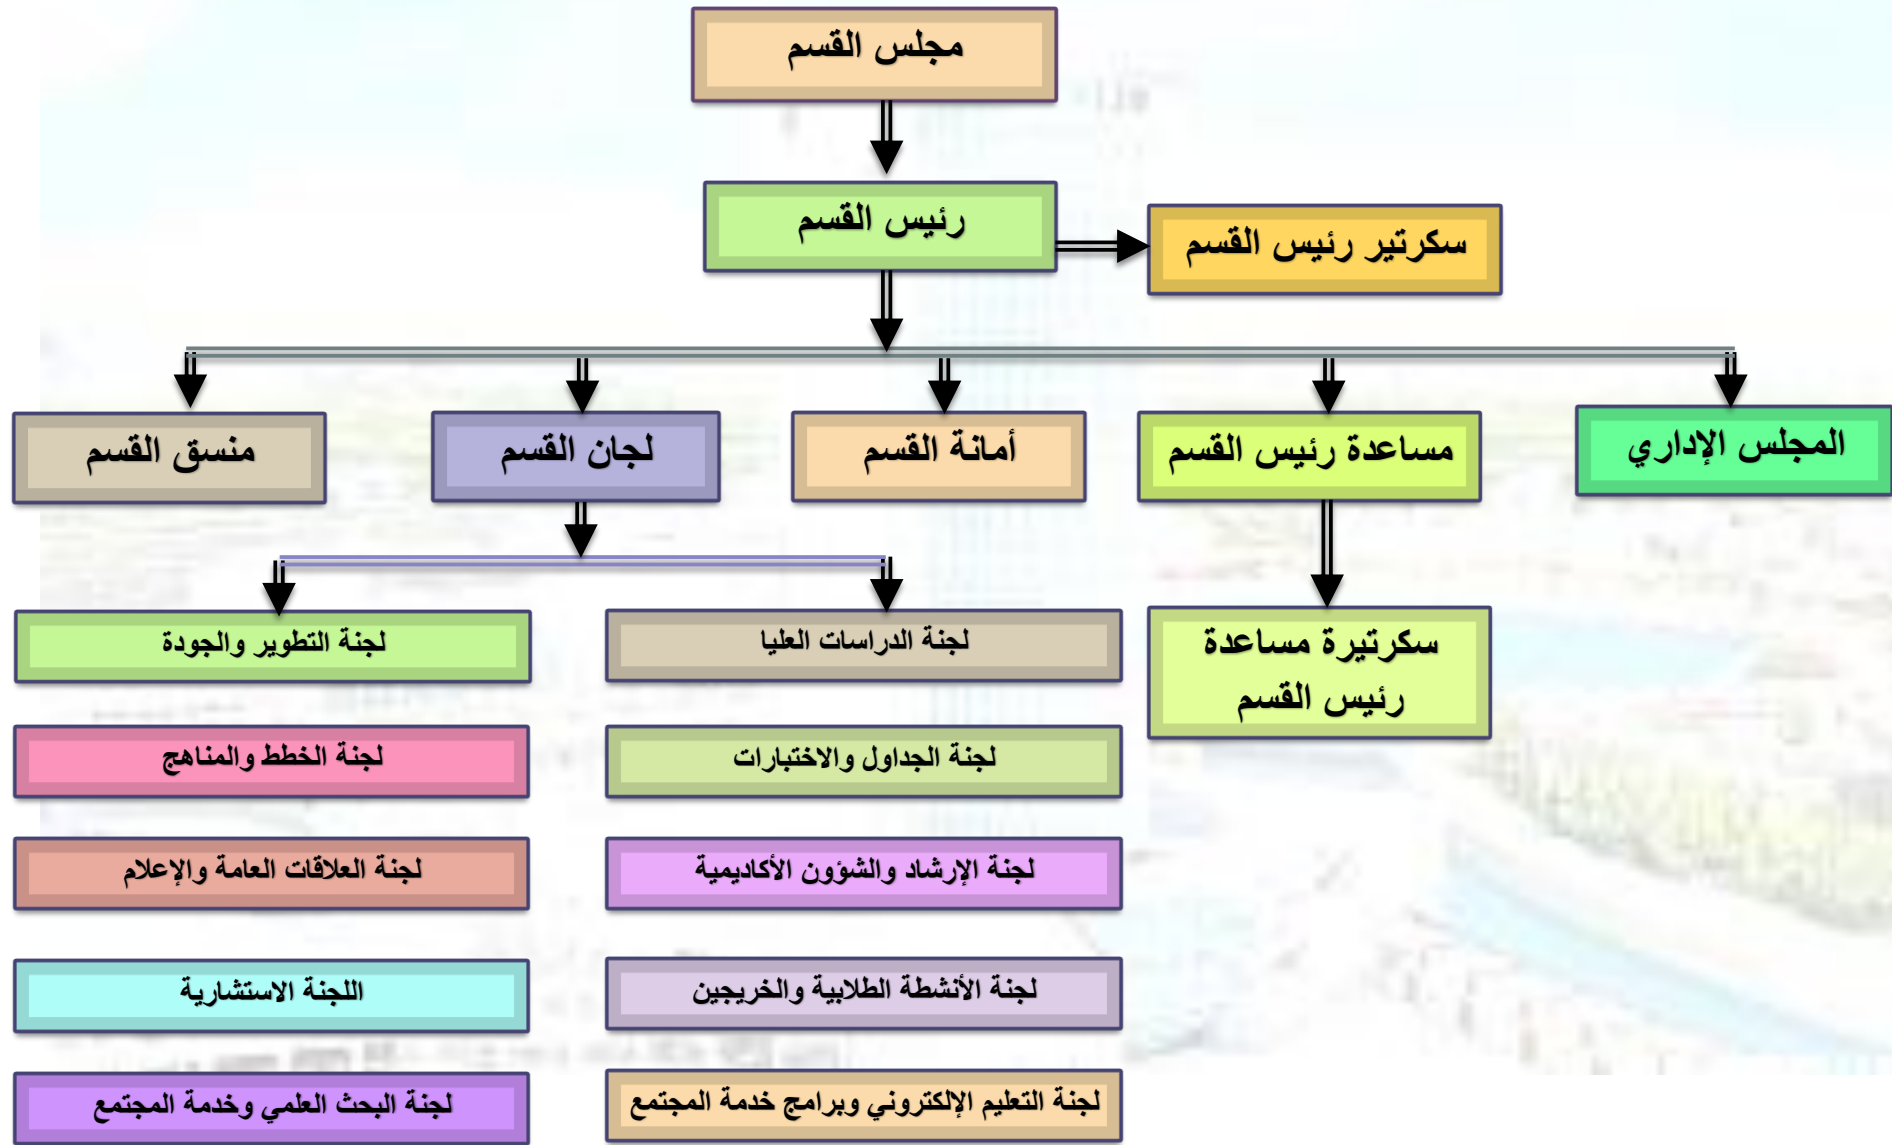 مجلس القسم
رئيس القسم
سكرتير رئيس القسم
المجلس الإداري
مساعدة رئيس القسم
أمانة القسم
لجان القسم
منسق القسم
سكرتيرة مساعدة
رئيس القسم
لجنة الدراسات العليا
لجنة التطوير والجودة
لجنة الجداول والاختبارات
لجنة الخطط والمناهج
لجنة الإرشاد والشؤون الأكاديمية
لجنة العلاقات العامة والإعلام
لجنة الأنشطة الطلابية والخريجين
اللجنة الاستشارية
لجنة التعليم الإلكتروني وبرامج خدمة المجتمع
لجنة البحث العلمي وخدمة المجتمع